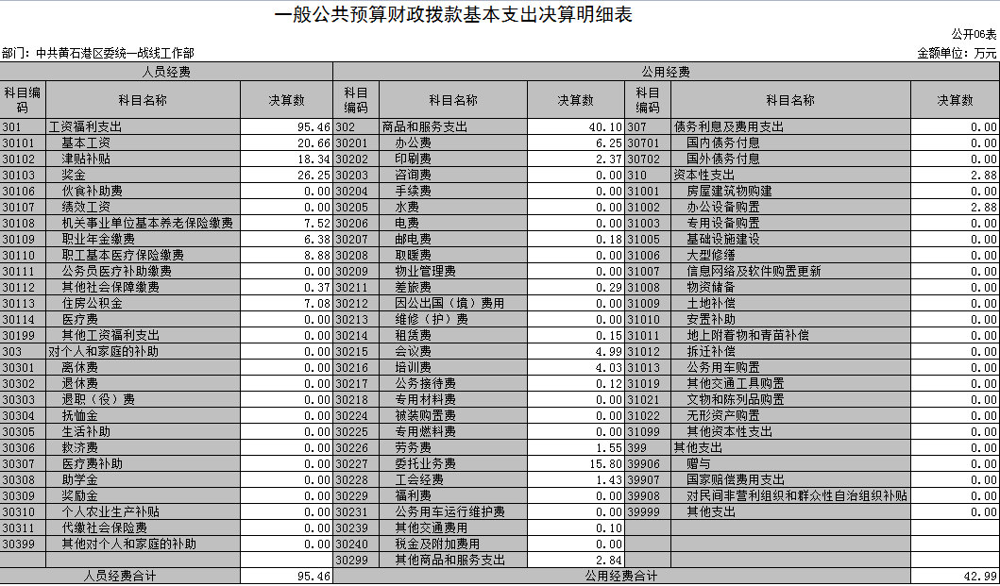 一般公共预算财政拨款基本支出决算明细表
公开06表
部门：中共黄石港区委统一战线工作部 金额单位：万元
人员经费 公用经费
科目编码 科目名称 决算数 科目编码 科目名称 决算数 科目编码 科目名称 决算数
301 工资福利支出 95.46 302 商品和服务支出 40.10 307 债务利息及费用支出 0.00
30101 基本工资 20.66 30201 办公费 6.25 30701 国内债务付息 0.00
30102 津贴补贴 18.34 30202 印刷费 2.37 30702 国外债务付息 0.00
30103 奖金 26.25 30203 咨询费 0.00 310 资本性支出 2.88
30106 伙食补助费 0.00 30204 手续费 0.00 31001 房屋建筑物购建 0.00
30107 绩效工资 0.00 30205 水费 0.00 31002 办公设备购置 2.88
30108 机关事业单位基本养老保险缴费 7.52 30206 电费 0.00 31003 专用设备购置 0.00
30109 职业年金缴费 6.38 30207 邮电费 0.18 31005 基础设施建设 0.00
30110 职工基本医疗保险缴费 8.88 30208 取暖费 0.00 31006 大型修缮 0.00
30111 公务员医疗补助缴费 0.00 30209 物业管理费 0.00 31007 信息网络及软件购置更新 0.00
30112 其他社会保障缴费 0.37 30211 差旅费 0.29 31008 物资储备 0.00
30113 住房公积金 7.08 30212 因公出国（境）费用 0.00 31009 土地补偿 0.00
30114 医疗费 0.00 30213 维修（护）费 0.00 31010 安置补助 0.00
30199 其他工资福利支出 0.00 30214 租赁费 0.15 31011 地上附着物和青苗补偿 0.00
303 对个人和家庭的补助 0.00 30215 会议费 4.99 31012 拆迁补偿 0.00
30301 离休费 0.00 30216 培训费 4.03 31013 公务用车购置 0.00
30302 退休费 0.00 30217 公务接待费 0.12 31019 其他交通工具购置 0.00
30303 退职（役）费 0.00 30218 专用材料费 0.00 31021 文物和陈列品购置 0.00
30304 抚恤金 0.00 30224 被装购置费 0.00 31022 无形资产购置 0.00
30305 生活补助 0.00 30225 专用燃料费 0.00 31099 其他资本性支出 0.00
30306 救济费 0.00 30226 劳务费 1.55 399 其他支出 0.00
30307 医疗费补助 0.00 30227 委托业务费 15.80 39906 赠与 0.00
30308 助学金 0.00 30228 工会经费 1.43 39907 国家赔偿费用支出 0.00
30309 奖励金 0.00 30229 福利费 0.00 39908 对民间非营利组织和群众性自治组织补贴 0.00
30310 个人农业生产补贴 0.00 30231 公务用车运行维护费 0.00 39999 其他支出 0.00
30311 代缴社会保险费 0.00 30239 其他交通费用 0.10
30399 其他对个人和家庭的补助 0.00 30240 税金及附加费用 0.00
30299 其他商品和服务支出 2.84
人员经费合计 95.46 公用经费合计 42.99